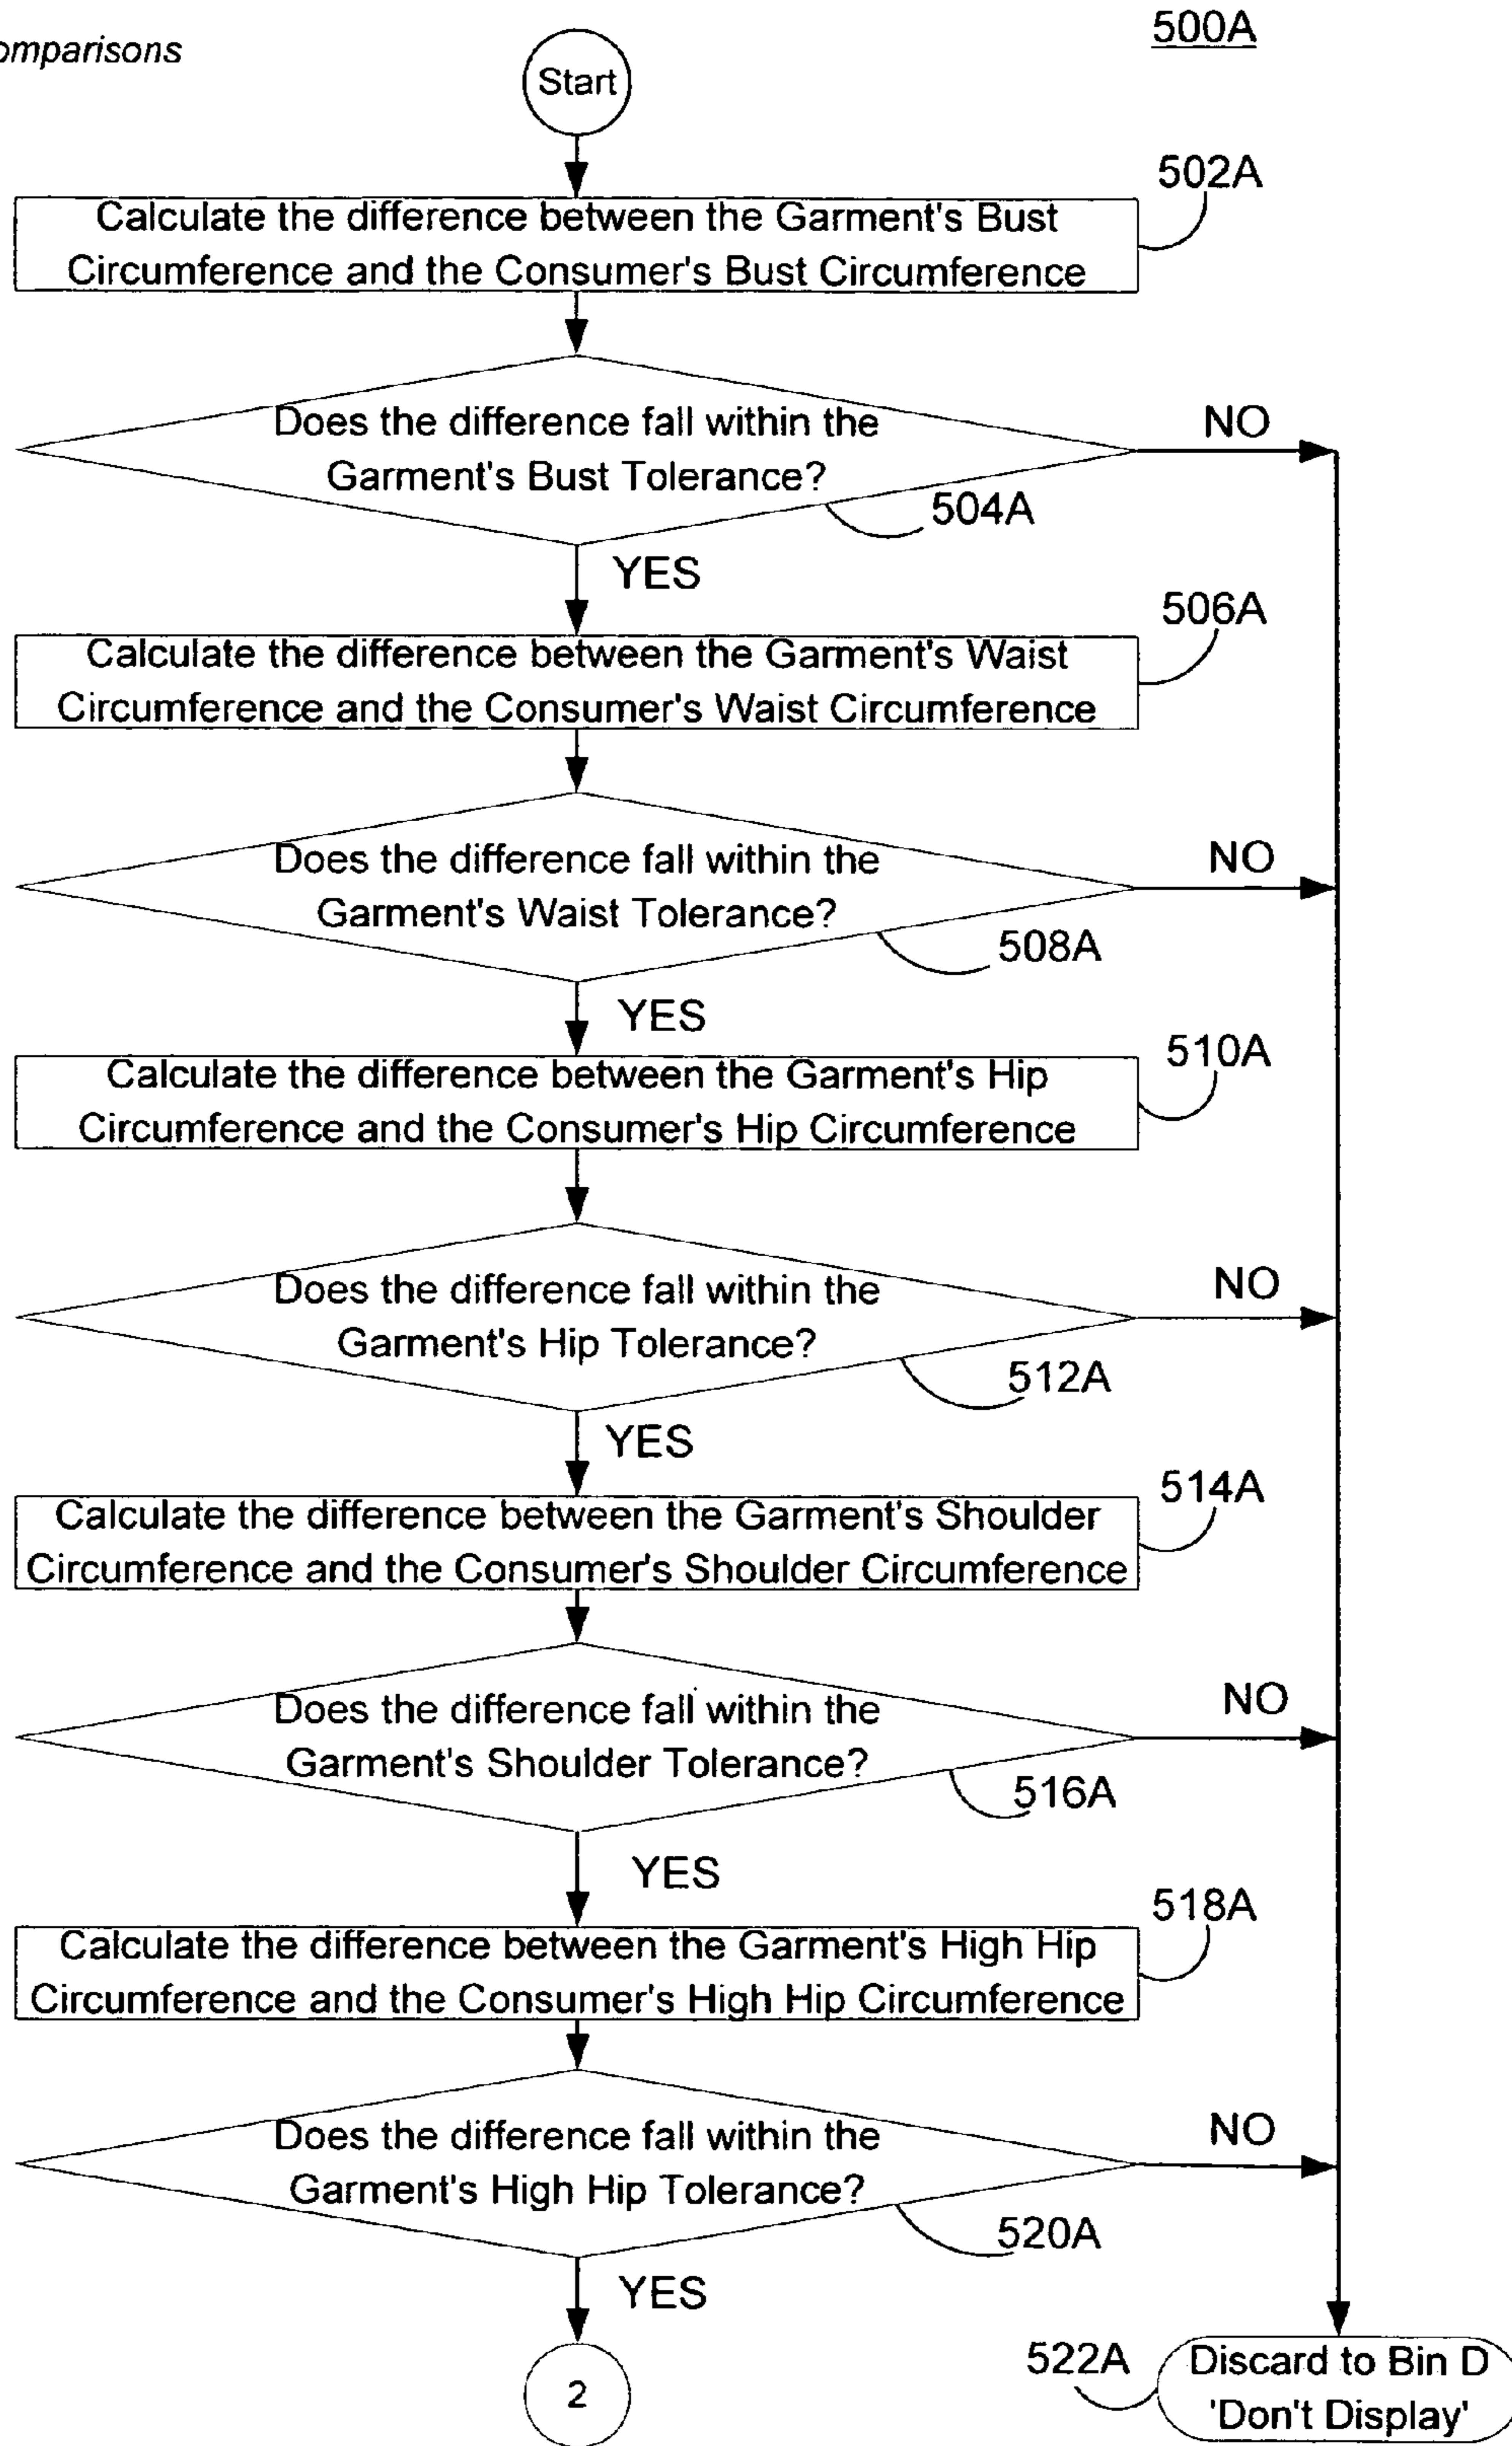 omparisons
500A
Start
502A
Calculate the difference between the Garment's Bust
Circumference and the Consumer's Bust Circumference
Does the difference fall within the
Garment's Bust Tolerance?
NO
504A
YES
506A
Calculate the difference between the Garment's Waist
Circumference and the Consumer's Waist Circumference
Does the difference fall within the
Garment's Waist Tolerance?
NO
508A
YES
510A
Calculate the difference between the Garment's Hip
Circumference and the Consumer's Hip Circumference
Does the difference fall within the
Garment's Hip Tolerance?
NO
512A
YES
514A
Calculate the difference between the Garment's Shoulder
Circumference and the Consumer's Shoulder Circumference
Does the difference fall within the
Garment's Shoulder Tolerance?
NO
516A
YES
518A
Calculate the difference between the Garment's High Hip
Circumference and the Consumer's High Hip Circumference
Does the difference fall within the
Garment's High Hip Tolerance?
NO
520A
YES
2
522A
Discard to Bin D
'Don't Display'